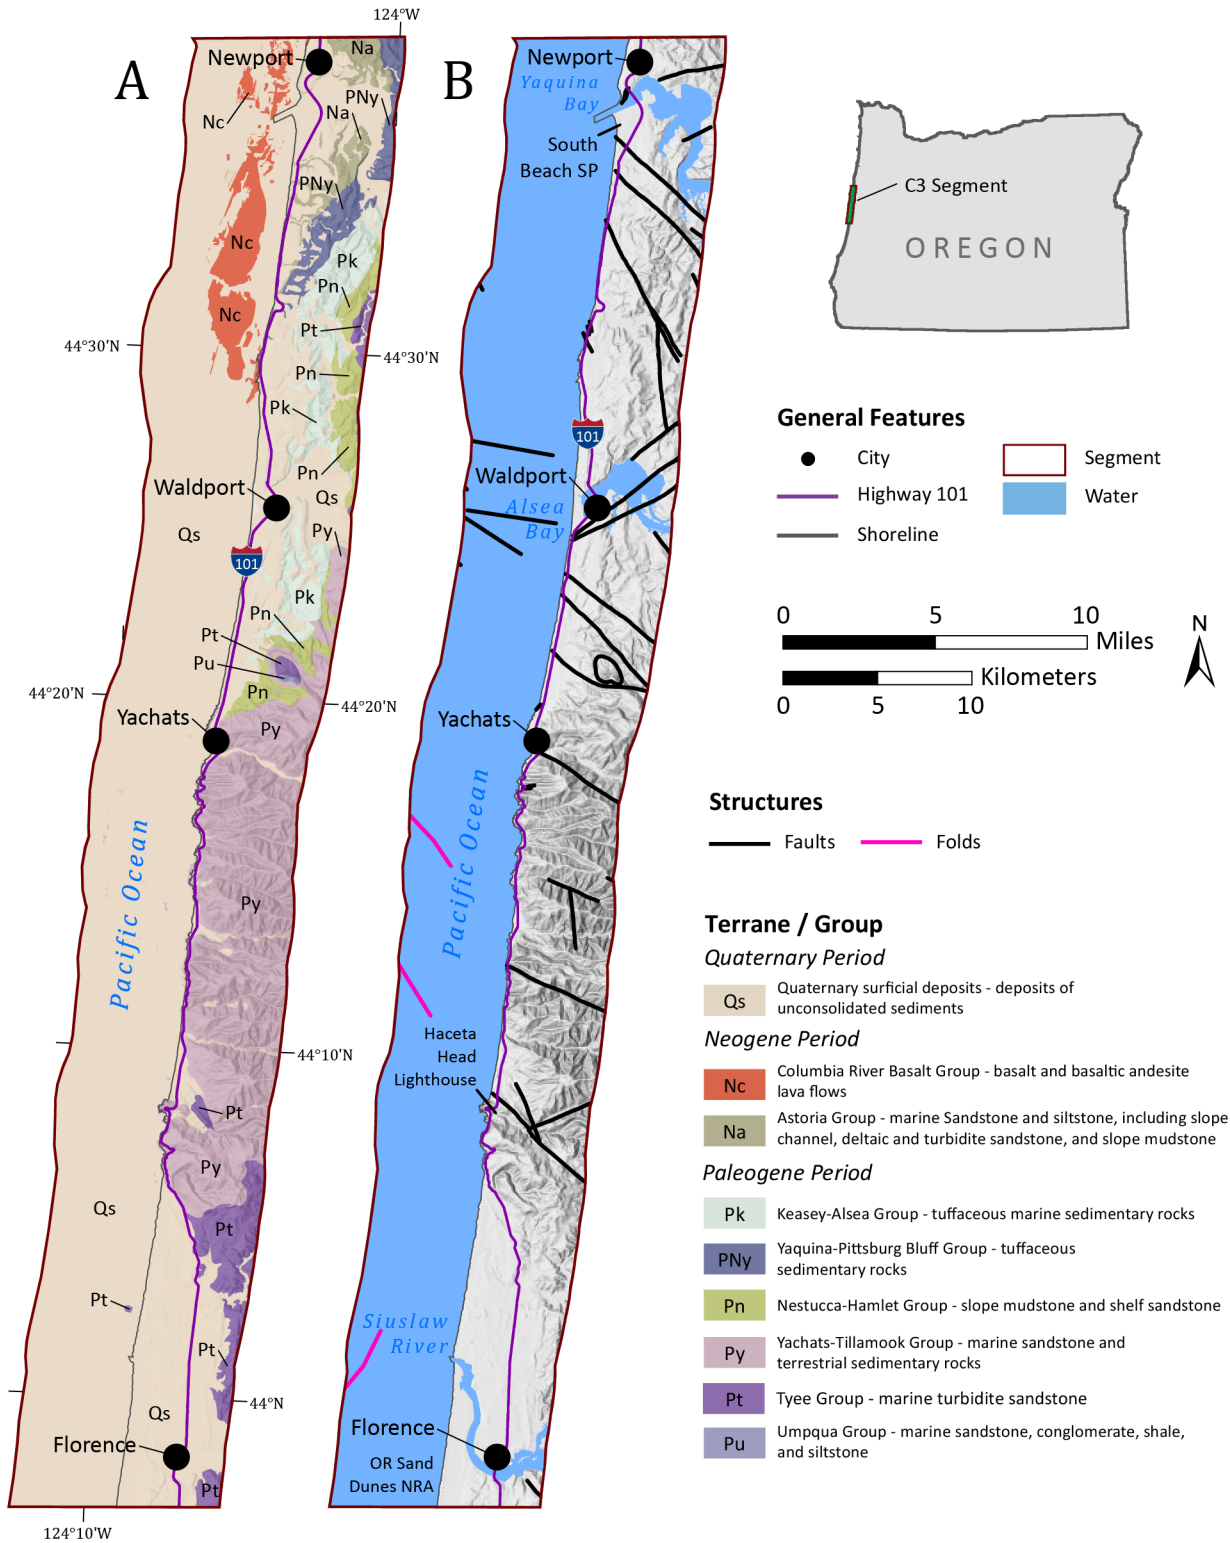 124°W
A
Newport
Na
Nc
Na
PNy
PNy
Nc
Pk
Pn
Nc
Pt
44°30'N
44°30'N
Pn
Pk
Pn
Waldport
Qs
Qs
Py
101
Pk
Pn
Pt
Pu
Pn
44°20'N
44°20'N
Yachats
Py
Pacific Ocean
Py
44°10'N
Pt
Py
Qs
Pt
Pt
Pt
44°N
Qs
Florence
Pt
124°10'W
B
Newport
Yaquina
Bay
South
Beach SP
101
Waldport
Alsea
Bay
Yachats
Pacific Ocean
Haceta
Head
Lighthouse
Siuslaw
River
Florence
OR Sand
Dunes NRA
C3 Segment
OREGON
General Features
City
Segment
Highway 101
Water
Shoreline
0 5 10
Miles
Kilometers
0 5 10
N
Structures
Faults
Folds
Terrane / Group
Quaternary Period
Qs Quaternary surficial deposits - deposits of
unconsolidated sediments
Neogene Period
Nc Columbia River Basalt Group - basalt and basaltic andesite
lava flows
Na Astoria Group - marine Sandstone and siltstone, including slope
channel, deltaic and turbidite sandstone, and slope mudstone
Paleogene Period
Pk Keasey-Alsea Group - tuffaceous marine sedimentary rocks
PNy Yaquina-Pittsburg Bluff Group - tuffaceous
sedimentary rocks
Pn Nestucca-Hamlet Group - slope mudstone and shelf sandstone
Py Yachats-Tillamook Group - marine sandstone and
terrestrial sedimentary rocks
Pt Tyee Group - marine turbidite sandstone
Pu Umpqua Group - marine sandstone, conglomerate, shale,
and siltstone